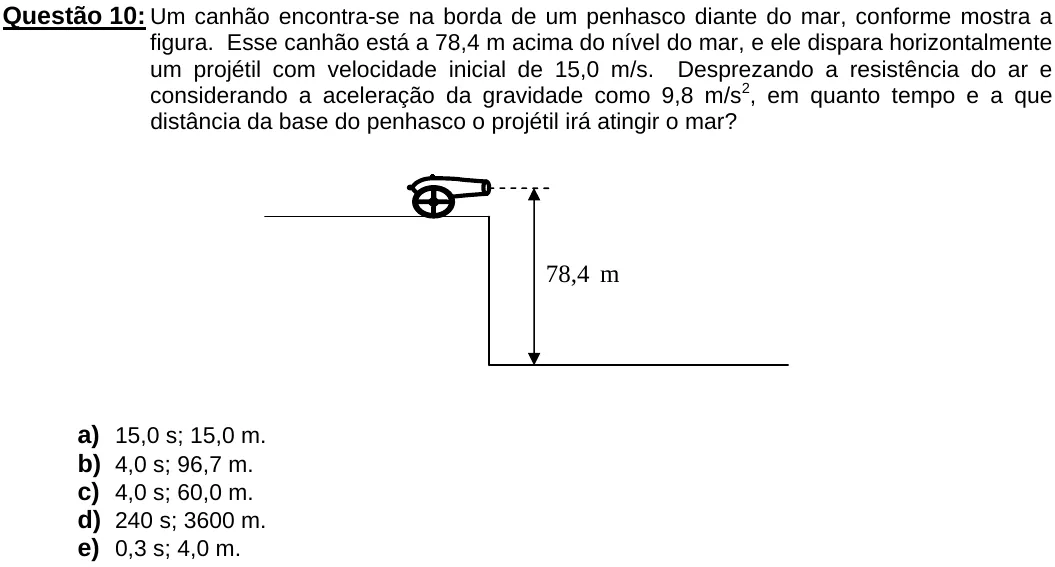 Questão 10: Um canhão encontra-se na borda de um penhasco diante do mar, conforme mostra a
figura. Esse canhão está a 78,4 m acima do nível do mar, e ele dispara horizontalmente
um projétil com velocidade inicial de 15,0 m/s. Desprezando a resistência do ar e
considerando a aceleração da gravidade como 9,8 m/s², em quanto tempo e a que
distância da base do penhasco o projétil irá atingir o mar?
78,4 m
a) 15,0 s; 15,0 m.
b) 4,0 s; 96,7 m.
c) 4,0 s; 60,0 m.
d) 240 s; 3600 m.
e) 0,3 s; 4,0 m.